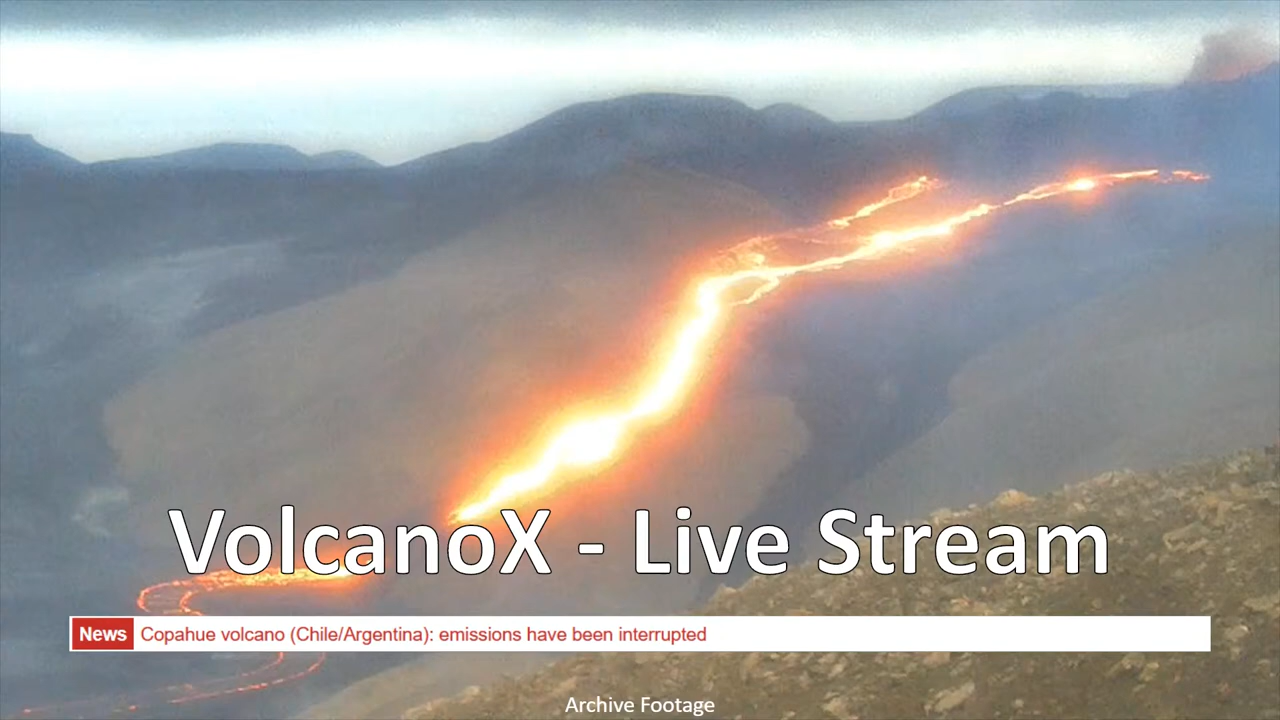 VolcanoX - Live Stream
News Copahue volcano (Chile/Argentina): emissions have been interrupted
Archive Footage